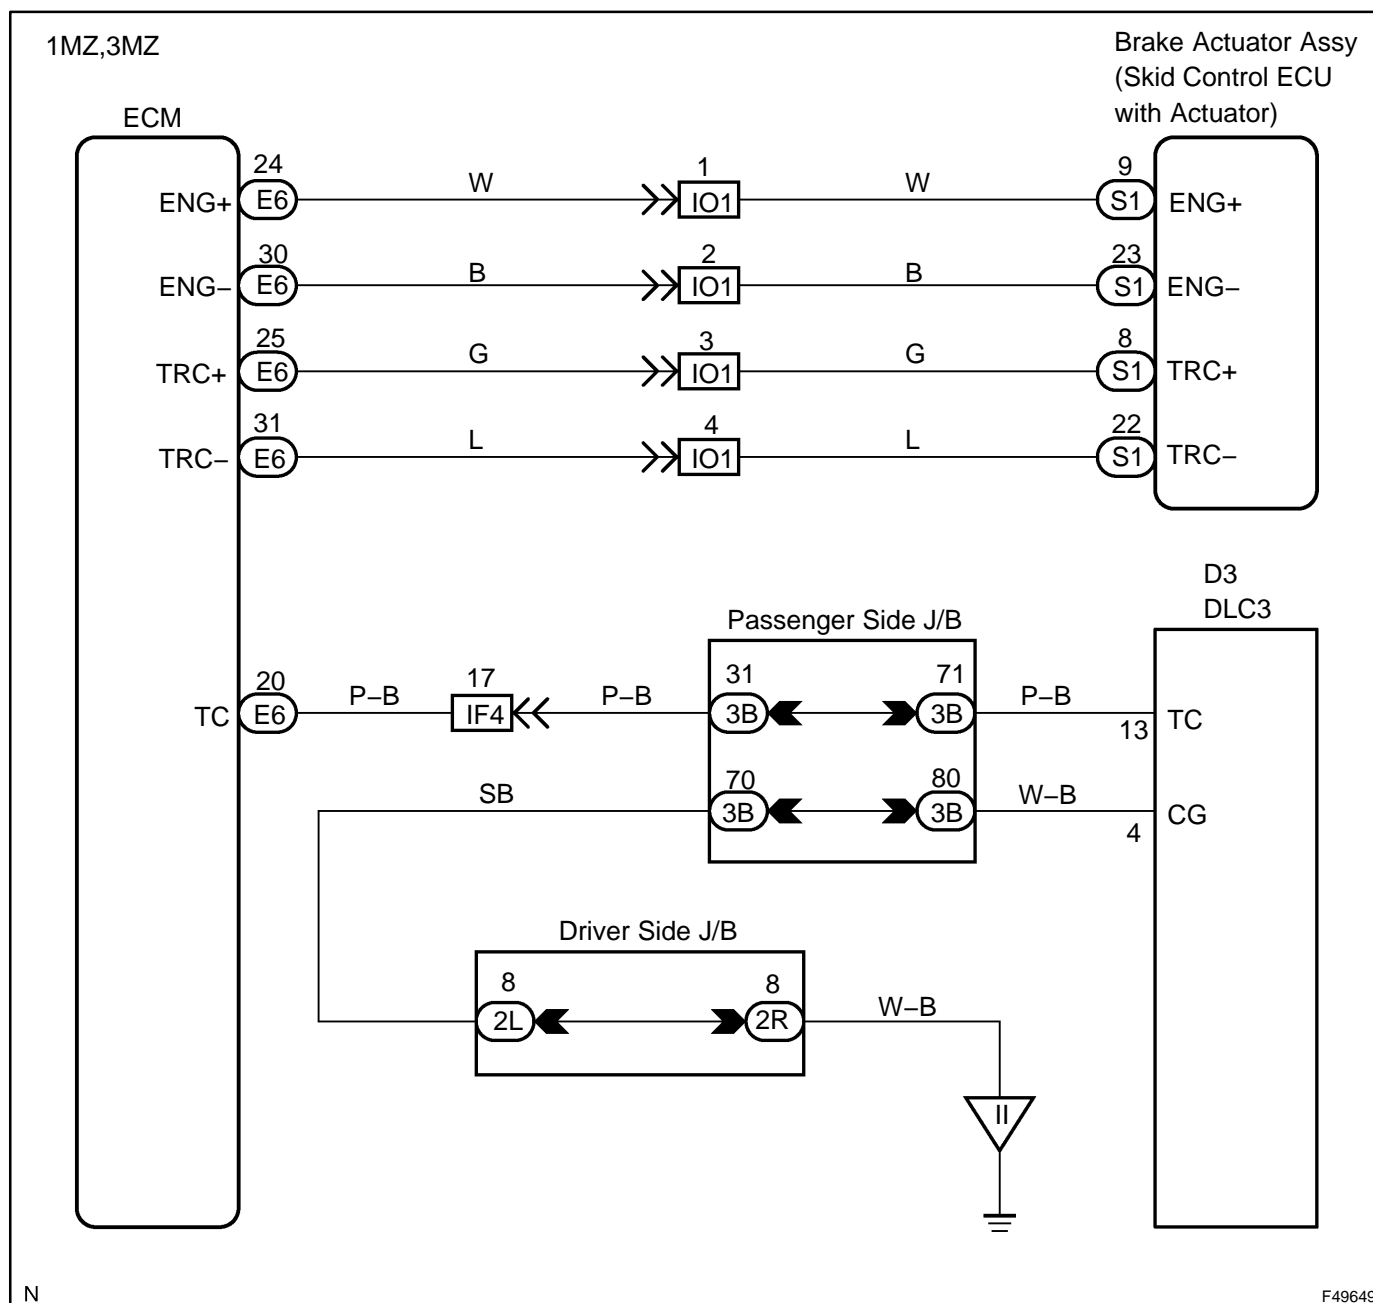 1MZ,3MZ
Brake Actuator Assy
(Skid Control ECU
with Actuator)
ECM
24
1
9
ENG+
E6
W
IO1
W
S1
ENG+
30
2
23
ENG−
E6
B
IO1
B
S1
ENG−
25
3
8
TRC+
E6
G
IO1
G
S1
TRC+
31
4
22
TRC−
E6
L
IO1
L
S1
TRC−
D3
DLC3
Passenger Side J/B
20
17
31
71
TC
E6
P−B
IF4
P−B
3B
3B
P−B
13
TC
70
80
SB
3B
3B
W−B
4
CG
Driver Side J/B
8
8
2L
2R
W−B
II
N
F49649